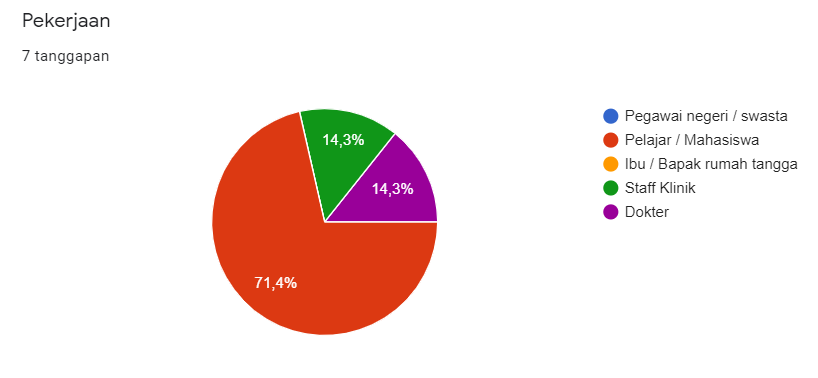 Pekerjaan
7 tanggapan
14,3%
14,3%
71,4%
Pegawai negeri / swasta
Pelajar / Mahasiswa
Ibu / Bapak rumah tangga
Staff Klinik
Dokter